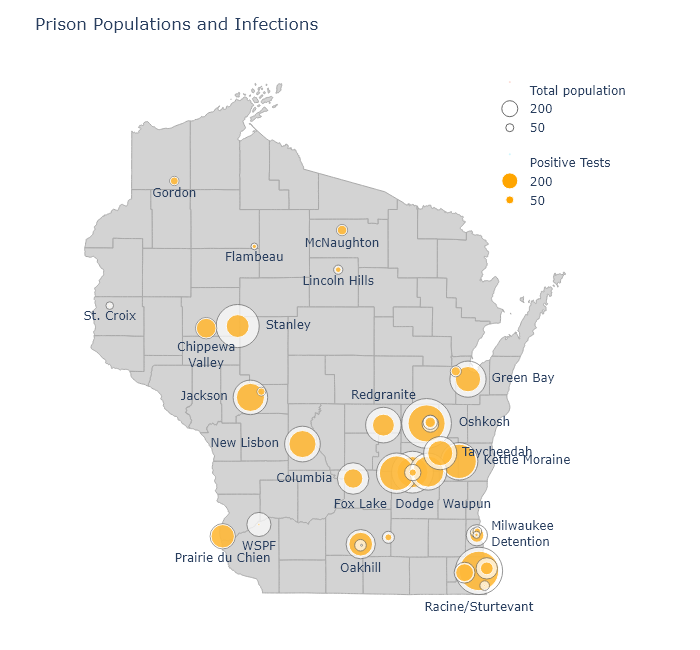 Prison Populations and Infections
Total population
200
50
Positive Tests
200
50
Gordon
McNaughton
Flambeau
Lincoln Hills
St. Croix
Stanley
Chippewa
Valley
Green Bay
Jackson
Redgranite
Oshkosh
New Lisbon
Taycheedah
Kettle Moraine
Columbia
Fox Lake
Dodge
Waupun
Milwaukee
Detention
WSPF
Prairie du Chien
Oakhill
Racine/Sturtevant